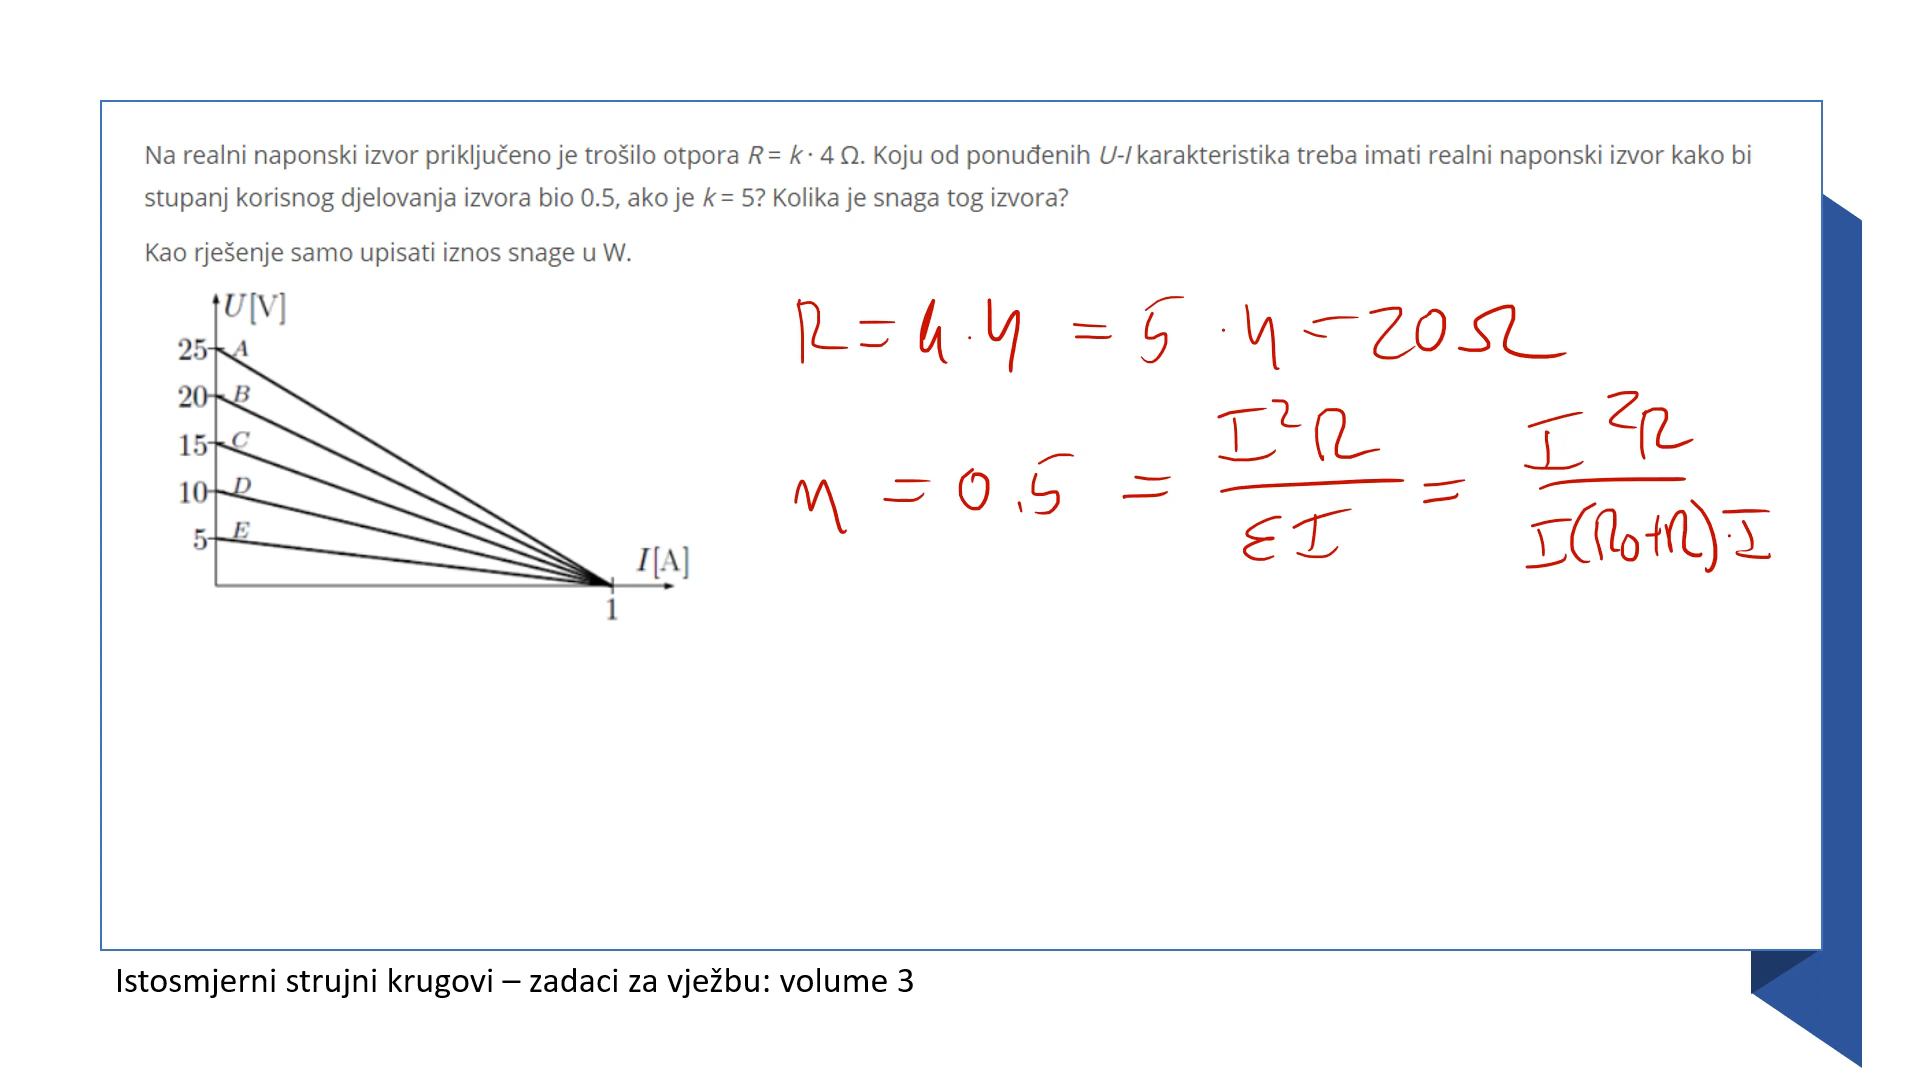 Na realni naponski izvor priključeno je trošilo otpora R = k · 4 Ω. Koju od ponuđenih U-I karakteristika treba imati realni naponski izvor kako bi
stupanj korisnog djelovanja izvora bio 0.5, ako je k = 5? Kolika je snaga tog izvora?
Kao rješenje samo upisati iznos snage u W.
U[V]
25 A
20 B
15 C
10 D
5 E
I[A]
1
R = k · 4 = 5 · 4 = 20 Ω
η = 0.5 = I²R / εI = I²R / I(R₀+R)·I
Istosmjerni strujni krugovi – zadaci za vježbu: volume 3